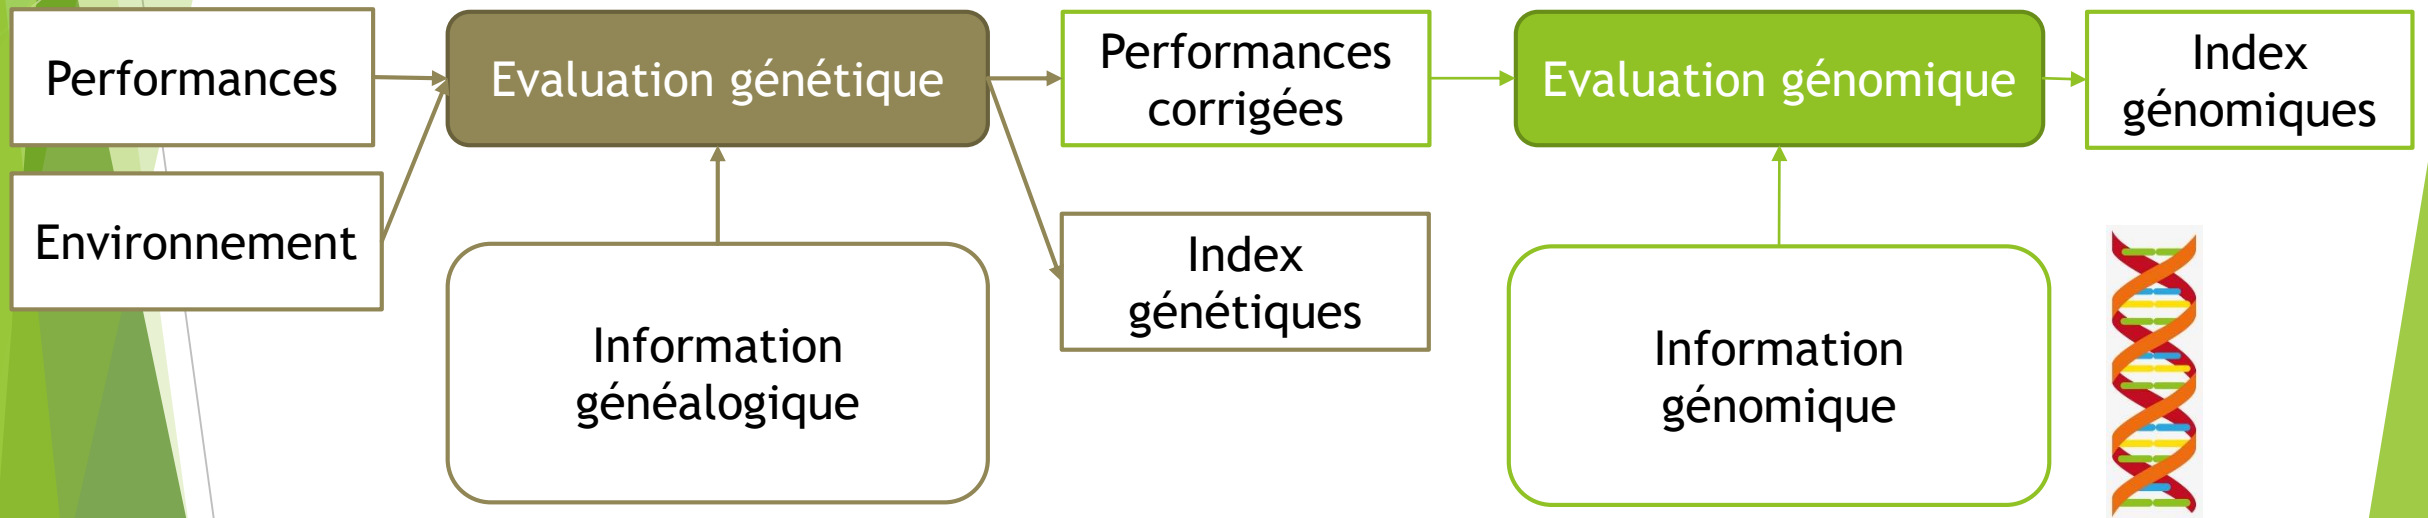 Performances
Evaluation génétique
Performances
corrigées
Evaluation génomique
Index
génomiques
Environnement
Information
généalogique
Index
génétiques
Information
génomique